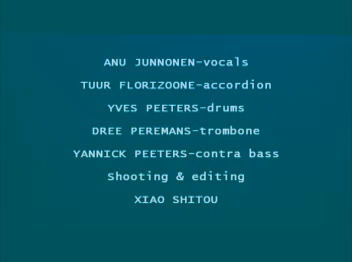 ANU JUNNONEN-vocals
TUUR FLORIZOONE-accordion
YVES PEETERS-drums
DREE PEREMANS-trombone
YANNICK PEETERS-contra bass
Shooting & editing
XIAO SHITOU